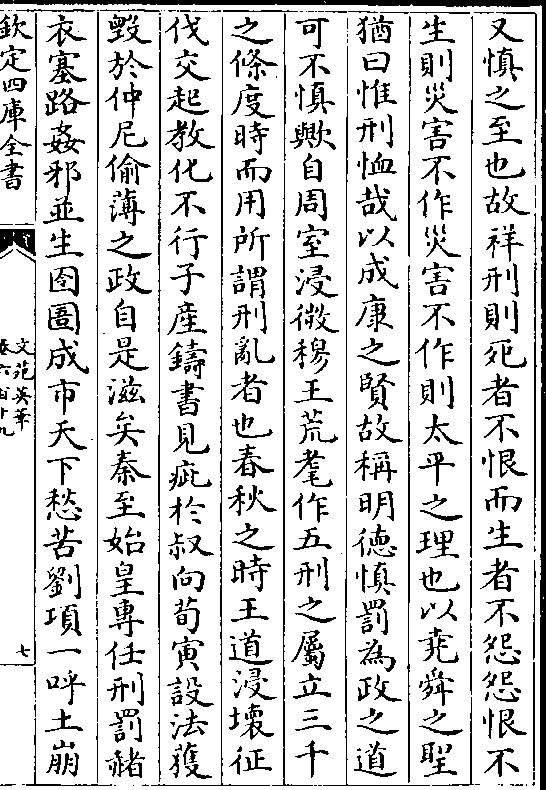 又慎之至也故祥刑則死者不恨而生者不怨怨恨不
生則災害不作災害不作則太平之理也以堯舜之聖
猶曰惟刑恤哉以成康之賢故稱明德慎罰為政之道
可不慎歟自周室浸微穆王荒耄作五刑之屬立三千
之條度時而用所謂刑亂者也春秋之時王道浸壊征
伐交起教化不行子產鑄書見疵於叔向荀寅設法獲
毀於仲尼偷薄之政自是滋矣秦至始皇專任刑罰赭
衣塞路姦邪並生囹圄成市天下愁苦劉項一呼土崩
欽定四庫全書
文苑英華
卷六百十九
七